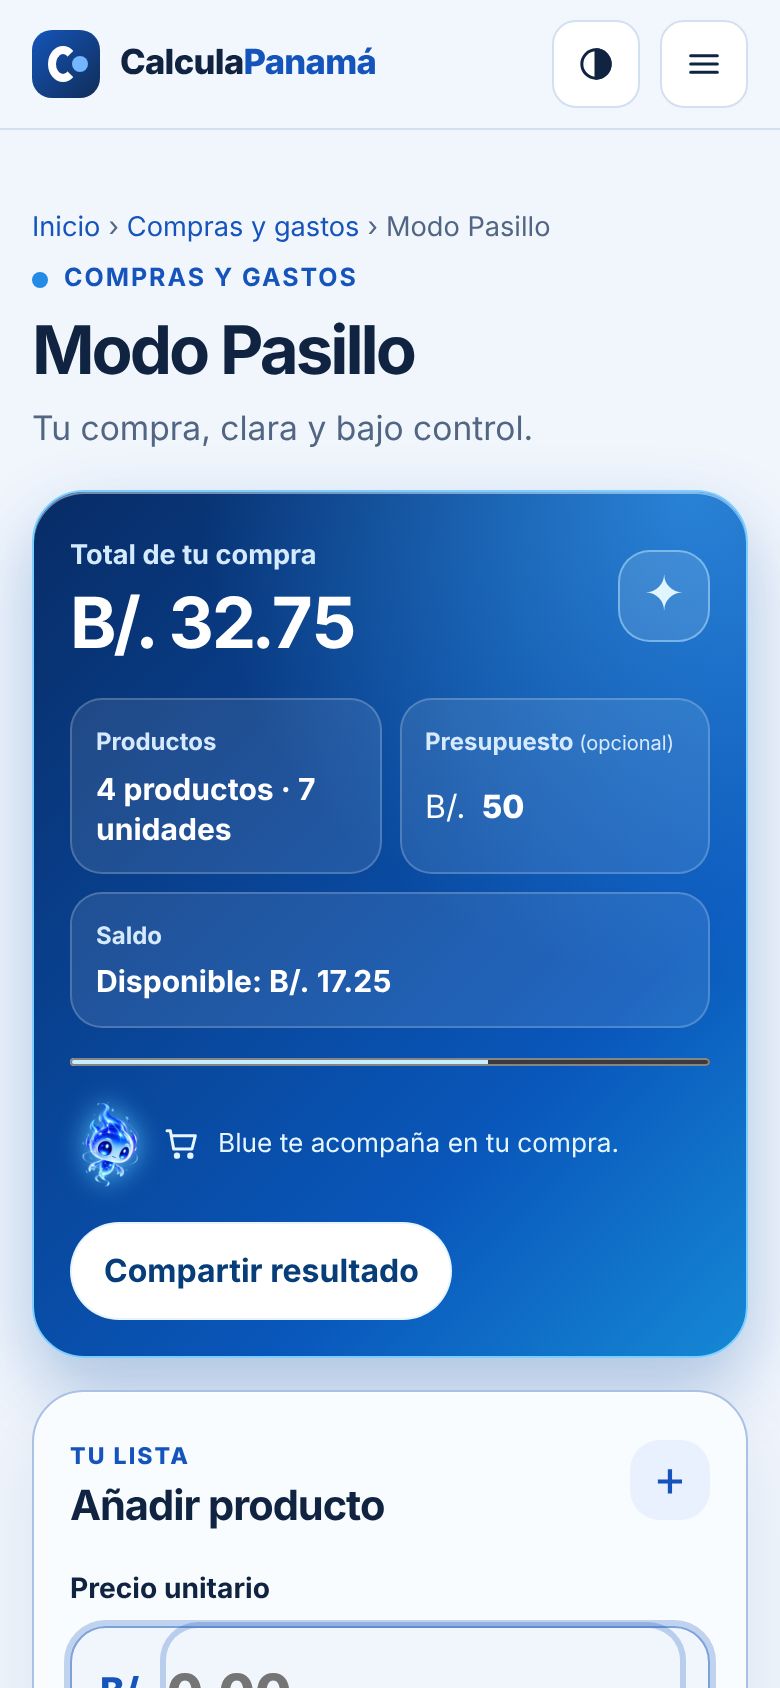 CalculaPanamá
Inicio › Compras y gastos › Modo Pasillo
COMPRAS Y GASTOS
Modo Pasillo
Tu compra, clara y bajo control.
Total de tu compra
B/. 32.75
Productos
4 productos · 7
unidades
Presupuesto (opcional)
B/. 50
Saldo
Disponible: B/. 17.25
Blue te acompaña en tu compra.
Compartir resultado
TU LISTA
Añadir producto
+
Precio unitario
B/. 0.00